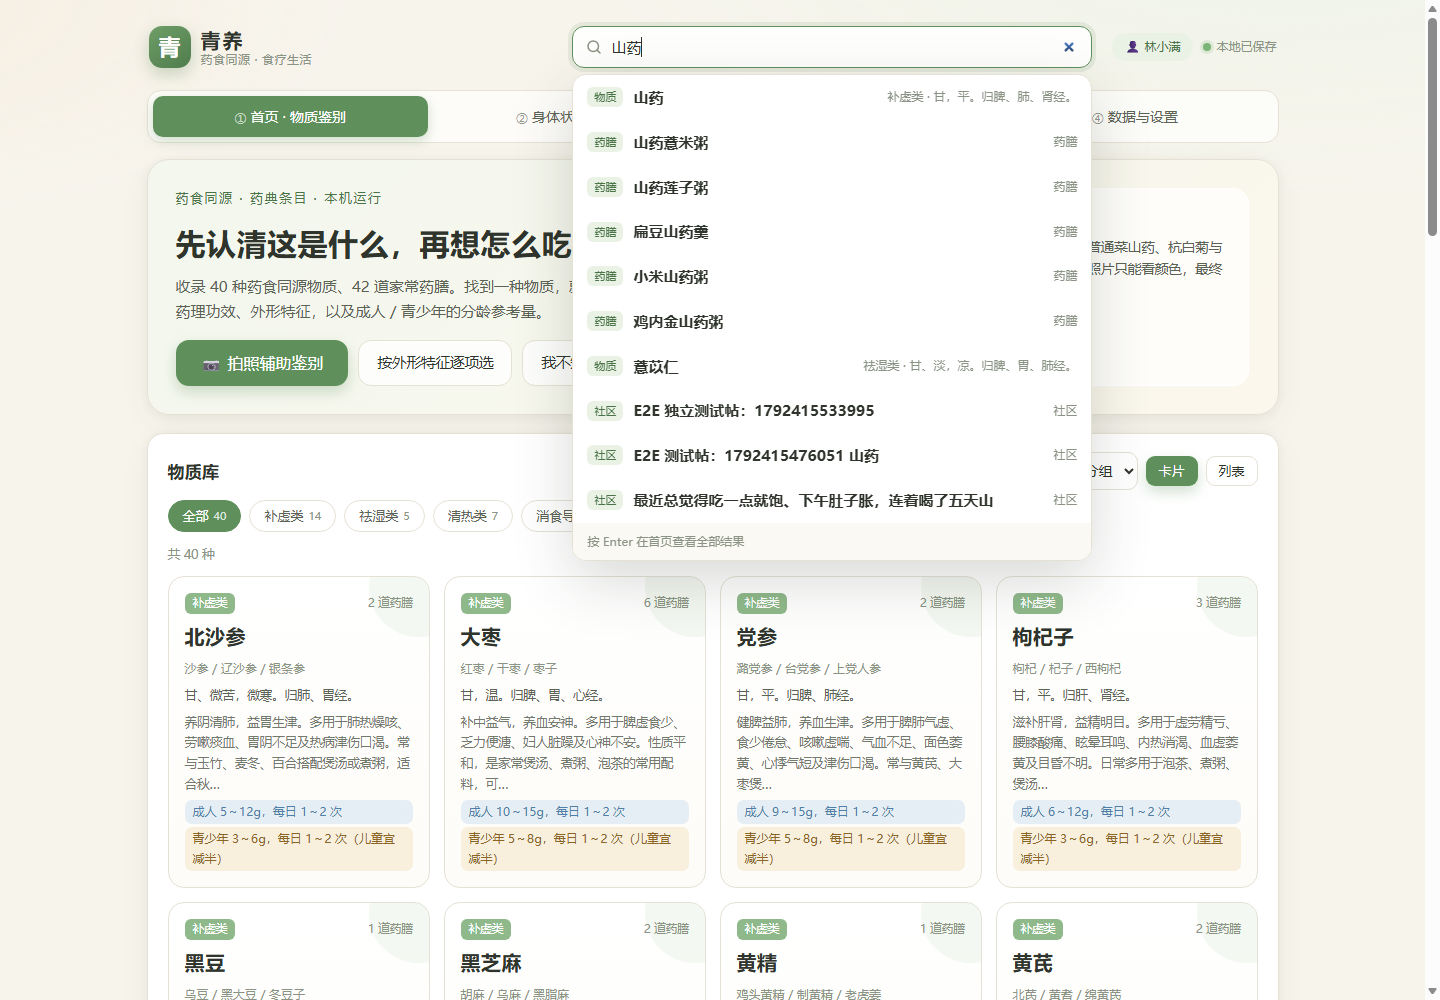 青
青养
药食同源 · 食疗生活
山药
林小满
本地已保存
① 首页 · 物质鉴别
② 身体状
④ 数据与设置
物质 山药 补虚类 · 甘，平。归脾、肺、肾经。
药膳 山药薏米粥 药膳
药膳 山药莲子粥 药膳
药膳 扁豆山药羹 药膳
药膳 小米山药粥 药膳
药膳 鸡内金山药粥 药膳
物质 薏苡仁 祛湿类 · 甘、淡，凉。归脾、胃、肺经。
社区 E2E 独立测试帖：1792415533995 社区
社区 E2E 测试帖：1792415476051 山药 社区
社区 最近总觉得吃一点就饱、下午肚子胀，连着喝了五天山 社区
按 Enter 在首页查看全部结果
药食同源 · 药典条目 · 本机运行
先认清这是什么，再想怎么吃
收录 40 种药食同源物质、42 道家常药膳。找到一种物质，
药理功效、外形特征，以及成人 / 青少年的分龄参考量。
拍照辅助鉴别
按外形特征逐项选
我不
普通菜山药、杭白菊与
照片只能看颜色，最终
物质库
分组
卡片
列表
全部 40
补虚类 14
祛湿类 5
清热类 7
消食导
共 40 种
补虚类 2 道药膳
北沙参
沙参 / 辽沙参 / 银条参
甘、微苦，微寒。归肺、胃经。
养阴清肺，益胃生津。多用于肺热燥咳、
劳嗽痰血、胃阴不足及热病津伤口渴。常
与玉竹、麦冬、百合搭配煲汤或煮粥，适
合秋...
成人 5～12g，每日 1～2 次
青少年 3～6g，每日 1～2 次（儿童宜
减半）
补虚类 6 道药膳
大枣
红枣 / 干枣 / 枣子
甘，温。归脾、胃、心经。
补中益气，养血安神。多用于脾虚食少、
乏力便溏、妇人脏躁及心神不安。性质平
和，是家常煲汤、煮粥、泡茶的常用配
料，可...
成人 10～15g，每日 1～2 次
青少年 5～8g，每日 1～2 次（儿童宜
减半）
补虚类 2 道药膳
党参
潞党参 / 台党参 / 上党人参
甘，平。归脾、肺经。
健脾益肺，养血生津。多用于脾肺气虚、
食少倦怠、咳嗽虚喘、气血不足、面色萎
黄、心悸气短及津伤口渴。常与黄芪、大
枣煲...
成人 9～15g，每日 1～2 次
青少年 5～8g，每日 1～2 次（儿童宜
减半）
补虚类 3 道药膳
枸杞子
枸杞 / 杞子 / 西枸杞
甘，平。归肝、肾经。
滋补肝肾，益精明目。多用于虚劳精亏、
腰膝酸痛、眩晕耳鸣、内热消渴、血虚萎
黄及目昏不明。日常多用于泡茶、煮粥、
煲汤...
成人 6～12g，每日 1～2 次
青少年 3～6g，每日 1～2 次（儿童宜
减半）
补虚类 1 道药膳
黑豆
乌豆 / 黑大豆 / 冬豆子
补虚类 2 道药膳
黑芝麻
胡麻 / 乌麻 / 黑脂麻
补虚类 1 道药膳
黄精
鸡头黄精 / 制黄精 / 老虎姜
补虚类 2 道药膳
黄芪
北芪 / 黄耆 / 绵黄芪